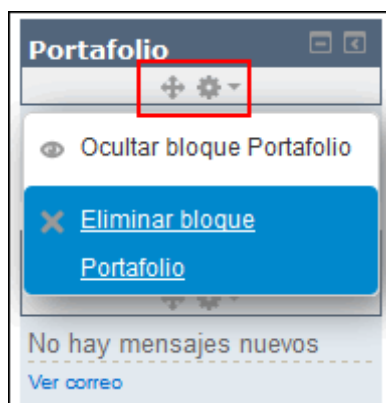 Portafolio
Ocultar bloque Portafolio
Eliminar bloque
Portafolio
No hay mensajes nuevos
Ver correo